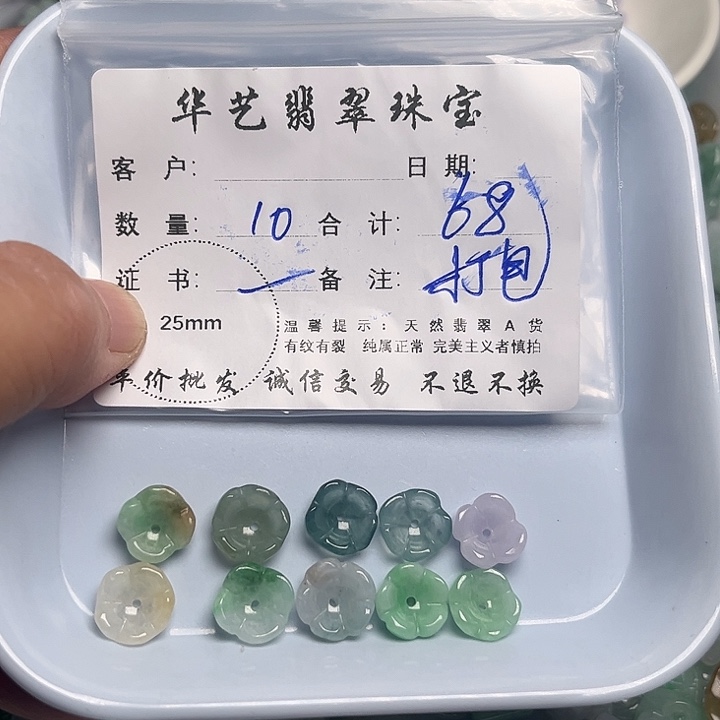 华艺翡翠珠宝
客 户: 日 期:
数 量: 10 合 计: 68
证 书: 备 注: 打包
25mm
温 馨 提 示 : 天 然 翡 翠 A 货
有纹有裂 纯属正常 完美主义者慎拍
单价批发 诚信交易 不退不换